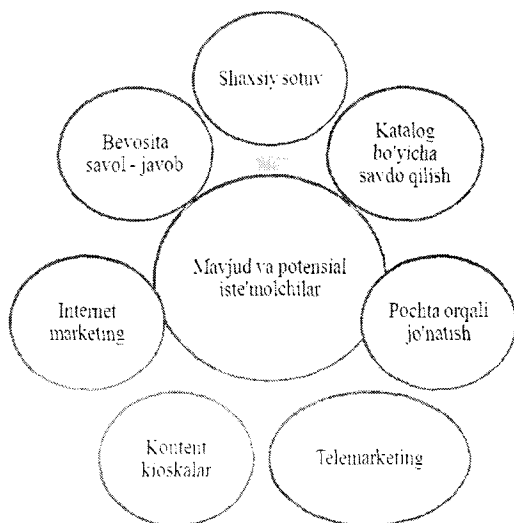 Shaxsiy sotuv
Bevosita
savol - javob
Katalog
bo'yicha
savdo qilish
Mavjud va potensial
iste'molchilar
Internet
marketing
Pochta orqali
jo'natish
Kontent
kioskalar
Telemarketing